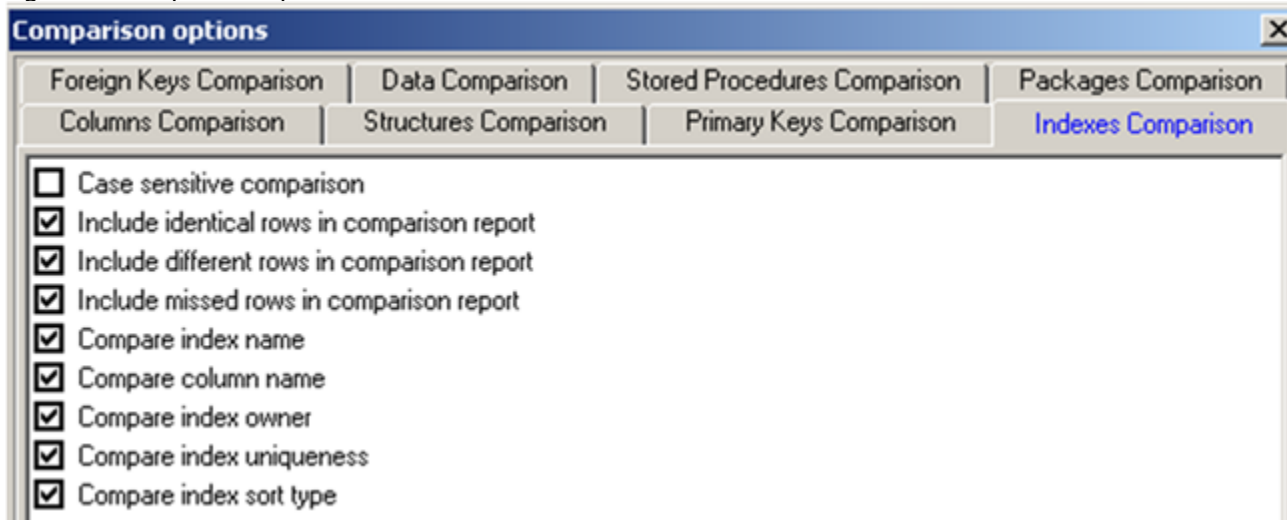 Comparison options
Foreign Keys Comparison Data Comparison Stored Procedures Comparison Packages Comparison
Columns Comparison Structures Comparison Primary Keys Comparison Indexes Comparison
Case sensitive comparison
Include identical rows in comparison report
Include different rows in comparison report
Include missed rows in comparison report
Compare index name
Compare column name
Compare index owner
Compare index uniqueness
Compare index sort type